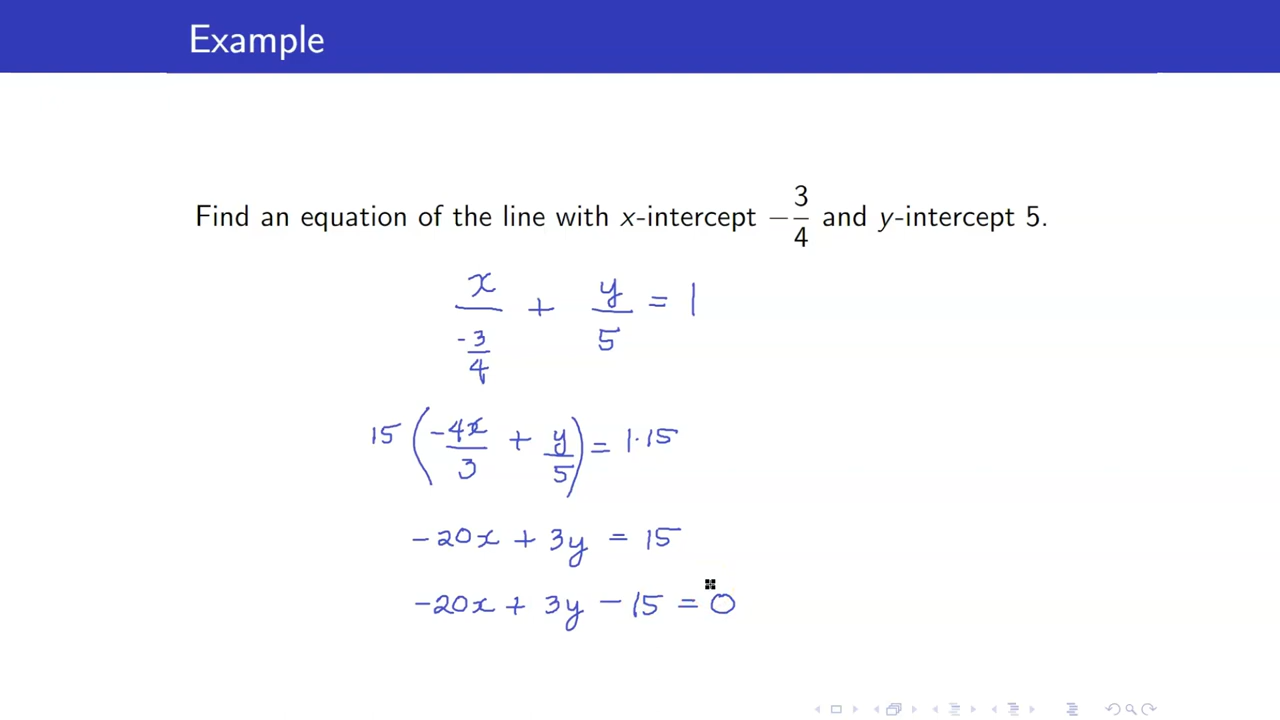 Example
Find an equation of the line with x-intercept −3/4 and y-intercept 5.
x/(-3/4) + y/5 = 1
15 (-4x/3 + y/5) = 1·15
-20x + 3y = 15
-20x + 3y - 15 = 0